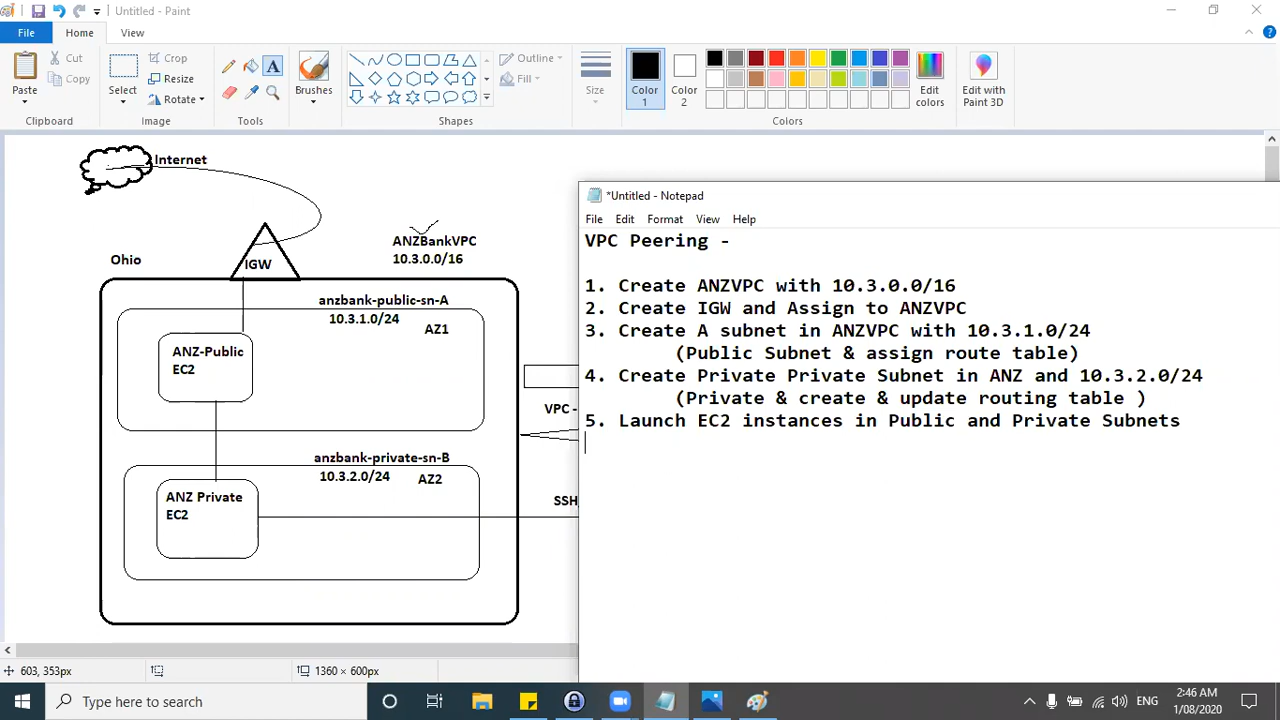 Untitled - Paint
File
Home
View
Paste
Cut
Copy
Clipboard
Select
Crop
Resize
Rotate
Image
A
Tools
Brushes
Outline
Fill
Shapes
Size
Color
1
Color
2
Edit
colors
Edit with
Paint 3D
Colors
Internet
ANZBankVPC
10.3.0.0/16
Ohio
IGW
anzbank-public-sn-A
10.3.1.0/24
AZ1
ANZ-Public
EC2
VPC -
anzbank-private-sn-B
10.3.2.0/24
AZ2
ANZ Private
EC2
SSH
*Untitled - Notepad
File Edit Format View Help
VPC Peering -
1. Create ANZVPC with 10.3.0.0/16
2. Create IGW and Assign to ANZVPC
3. Create A subnet in ANZVPC with 10.3.1.0/24
(Public Subnet & assign route table)
4. Create Private Private Subnet in ANZ and 10.3.2.0/24
(Private & create & update routing table )
5. Launch EC2 instances in Public and Private Subnets
603, 353px
1360 × 600px
Type here to search
ENG
2:46 AM
1/08/2020